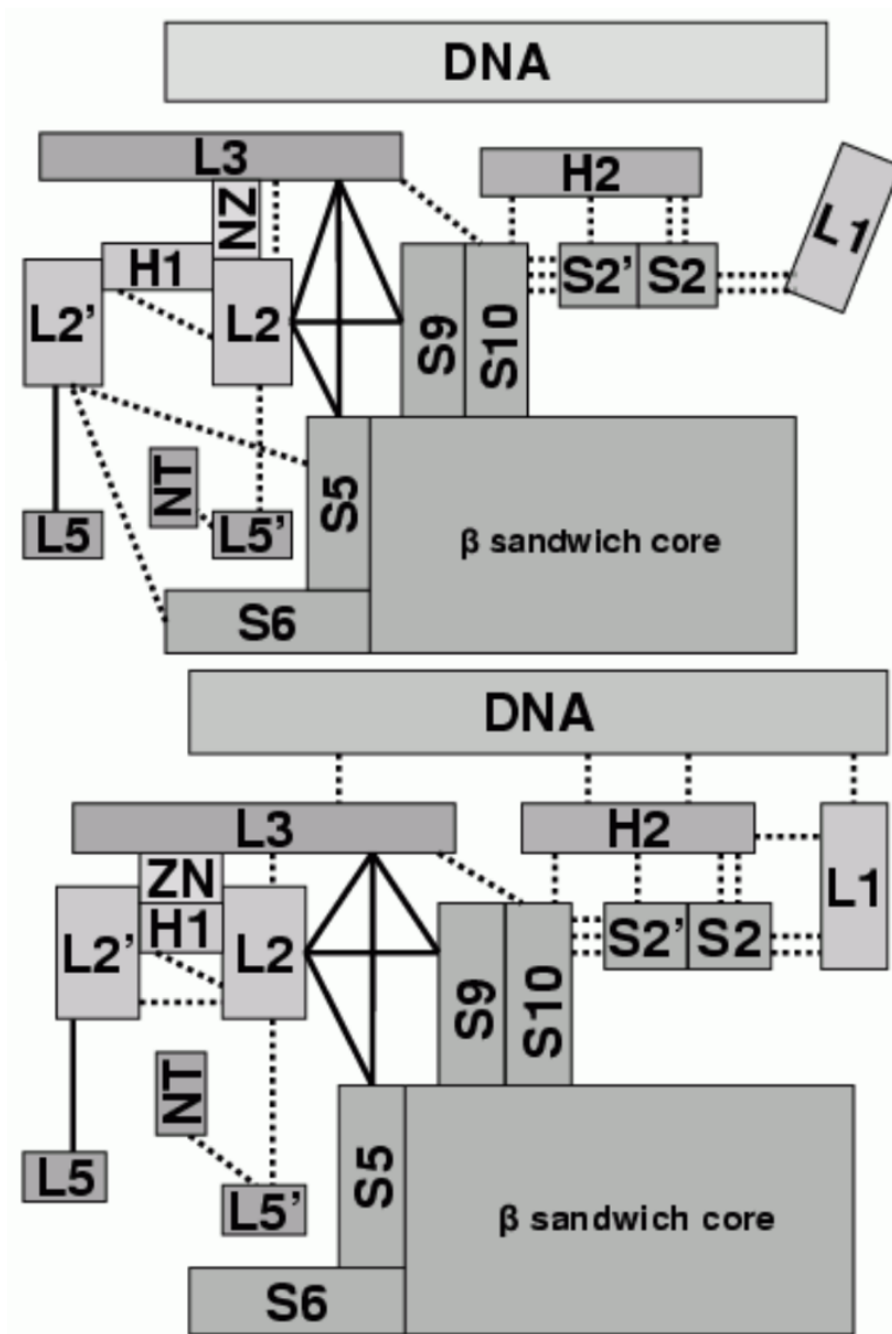 DNA
L3
H2
L1
NZ
H1
S2’
S2
L2’
L2
S9
S10
NT
S5
L5
L5’
β sandwich core
S6
DNA
L3
H2
ZN
L1
H1
L2’
L2
S2’
S2
S9
S10
NT
S5
L5
L5’
β sandwich core
S6